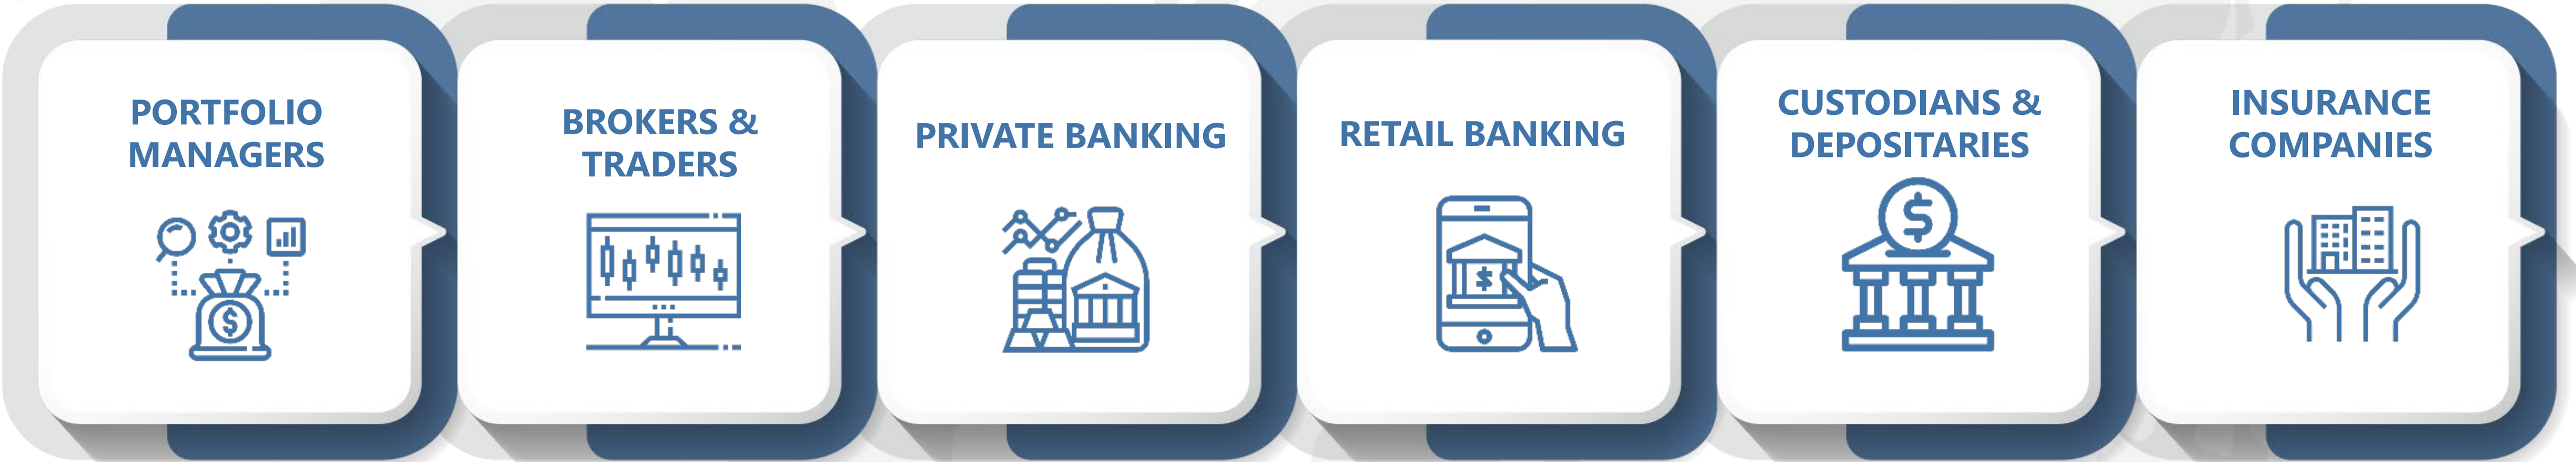 PORTFOLIO
MANAGERS
BROKERS &
TRADERS
PRIVATE BANKING
RETAIL BANKING
CUSTODIANS &
DEPOSITARIES
INSURANCE
COMPANIES